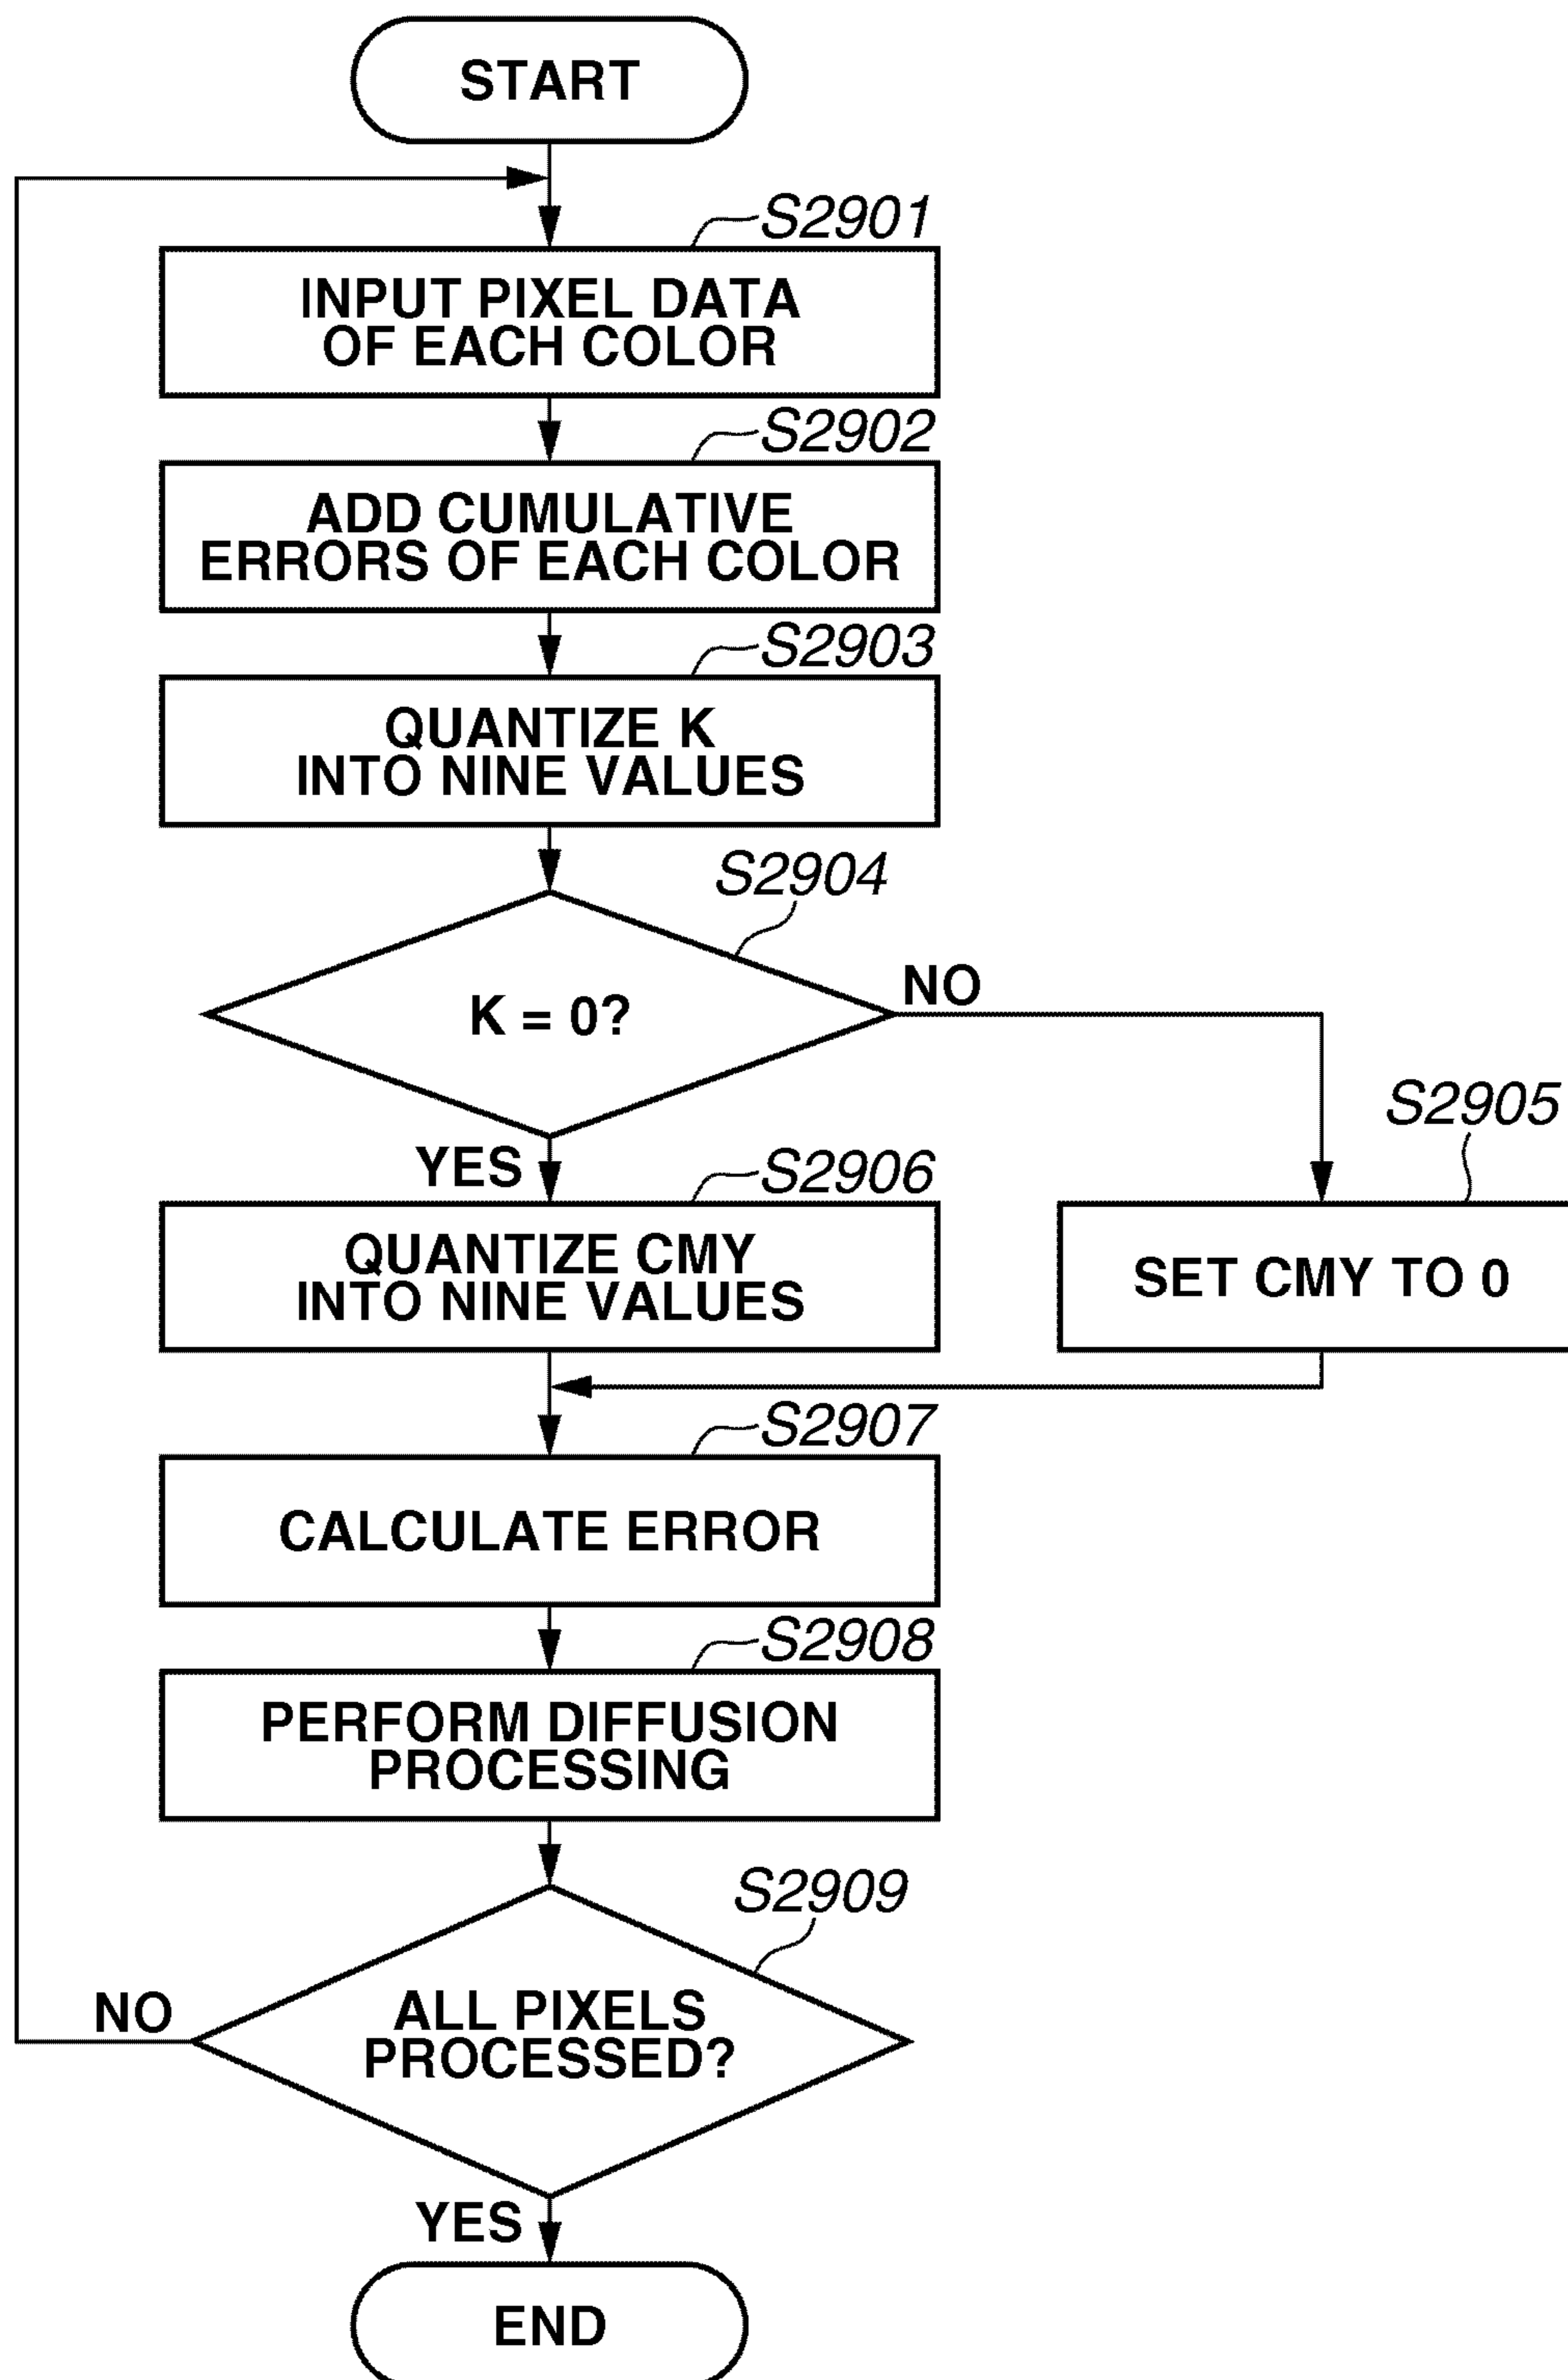 START
S2901
INPUT PIXEL DATA
OF EACH COLOR
S2902
ADD CUMULATIVE
ERRORS OF EACH COLOR
S2903
QUANTIZE K
INTO NINE VALUES
S2904
K = 0?
NO
S2905
YES
S2906
QUANTIZE CMY
INTO NINE VALUES
SET CMY TO 0
S2907
CALCULATE ERROR
S2908
PERFORM DIFFUSION
PROCESSING
S2909
NO
ALL PIXELS
PROCESSED?
YES
END